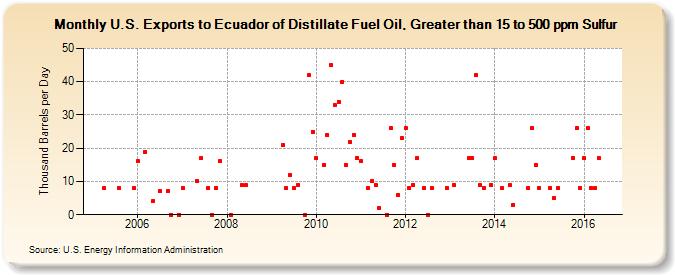 Monthly U.S. Exports to Ecuador of Distillate Fuel Oil, Greater than 15 to 500 ppm Sulfur
Thousand Barrels per Day
50
40
30
20
10
0
2006 2008 2010 2012 2014 2016
Source: U.S. Energy Information Administration